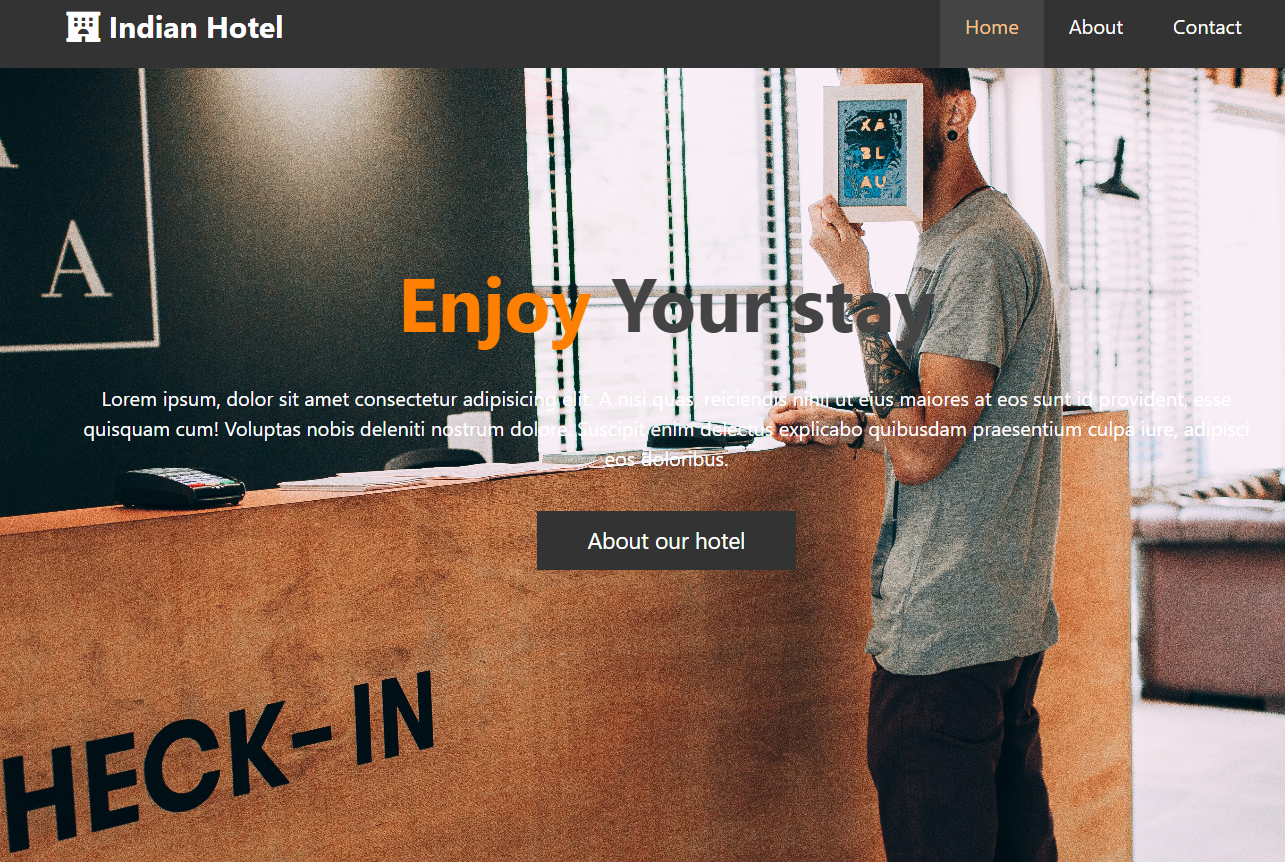 Indian Hotel
Home
About
Contact
XA
BL
AU
A
Enjoy Your stay
Lorem ipsum, dolor sit amet consectetur adipisicing elit. A nisi quas, reiciendis nihil ut eius maiores at eos sunt id provident, esse
quisquam cum! Voluptas nobis deleniti nostrum dolore. Suscipit enim delectus explicabo quibusdam praesentium culpa iure, adipisci
eos doloribus.
About our hotel
HECK-IN